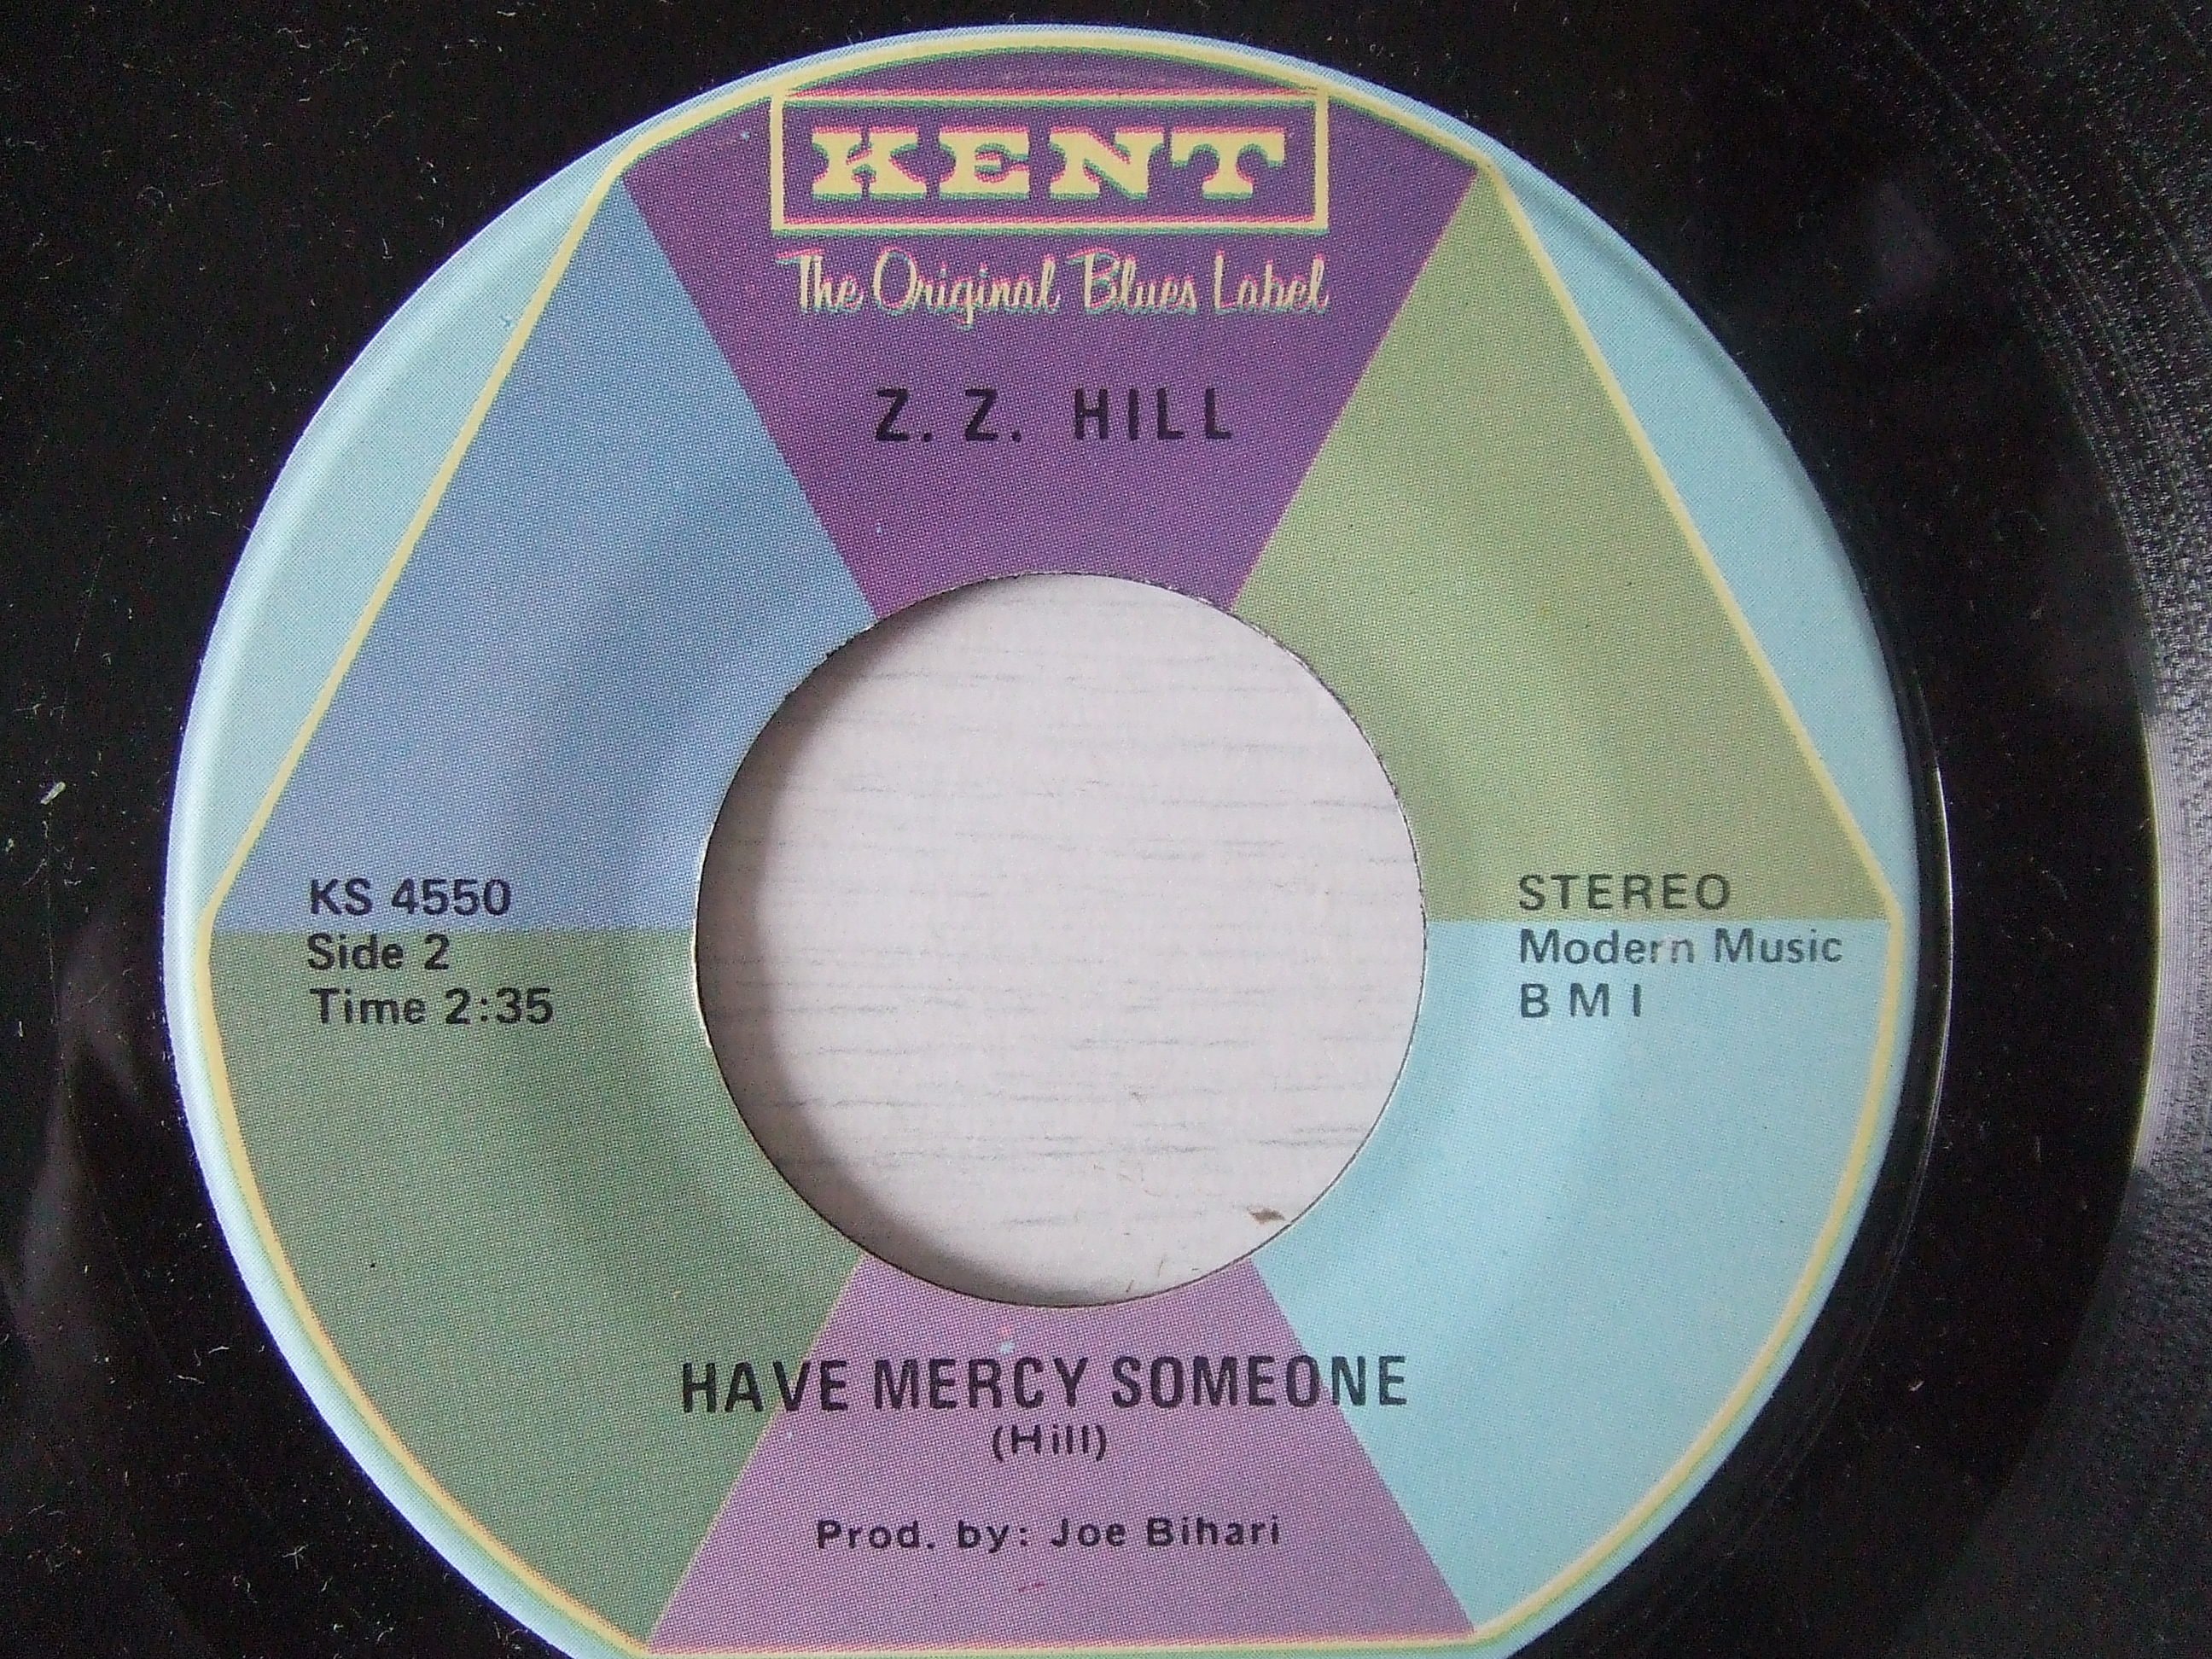 KENT
The Original Blues Label
Z. Z. HILL
KS 4550
Side 2
Time 2:35
STEREO
Modern Music
B M I
HAVE MERCY SOMEONE
(Hill)
Prod. by: Joe Bihari